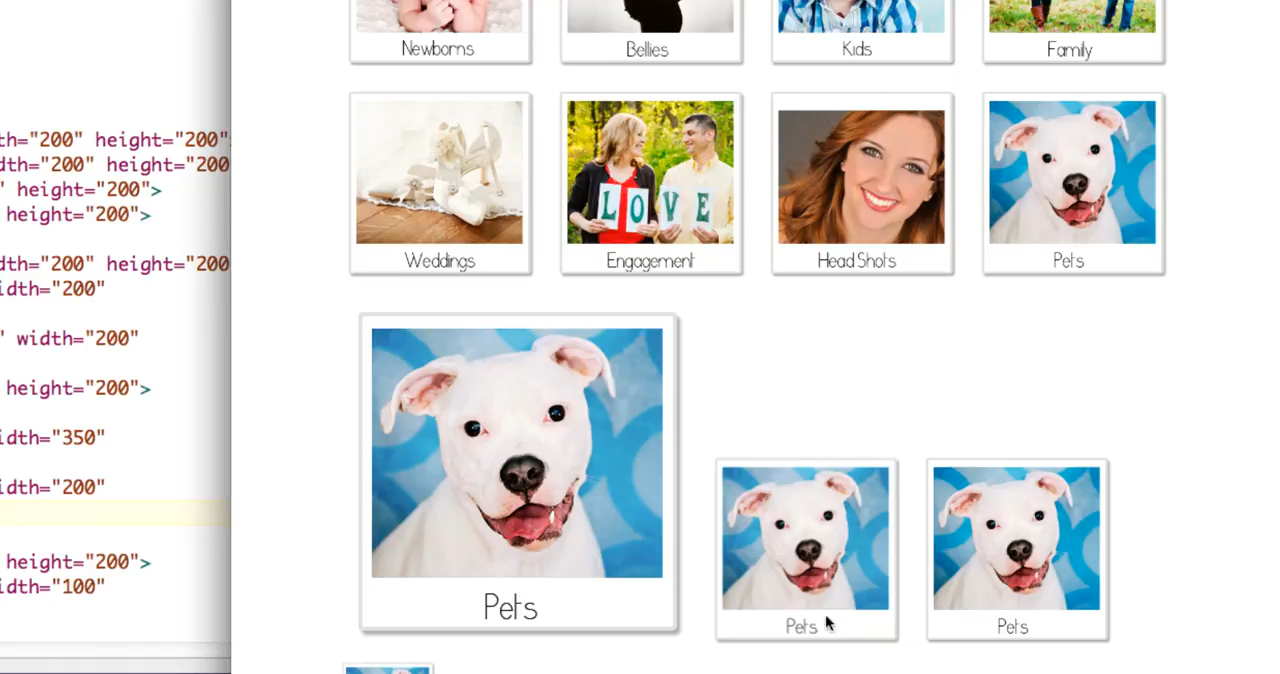 Newborns
Bellies
Kids
Family
th="200" height="200"
dth="200" height="200
" height="200">
height="200">
dth="200" height="200
idth="200"
" width="200"
height="200">
idth="350"
idth="200"
height="200">
idth="100"
LOVE
Weddings
Engagement
Head Shots
Pets
Pets
Pets
Pets